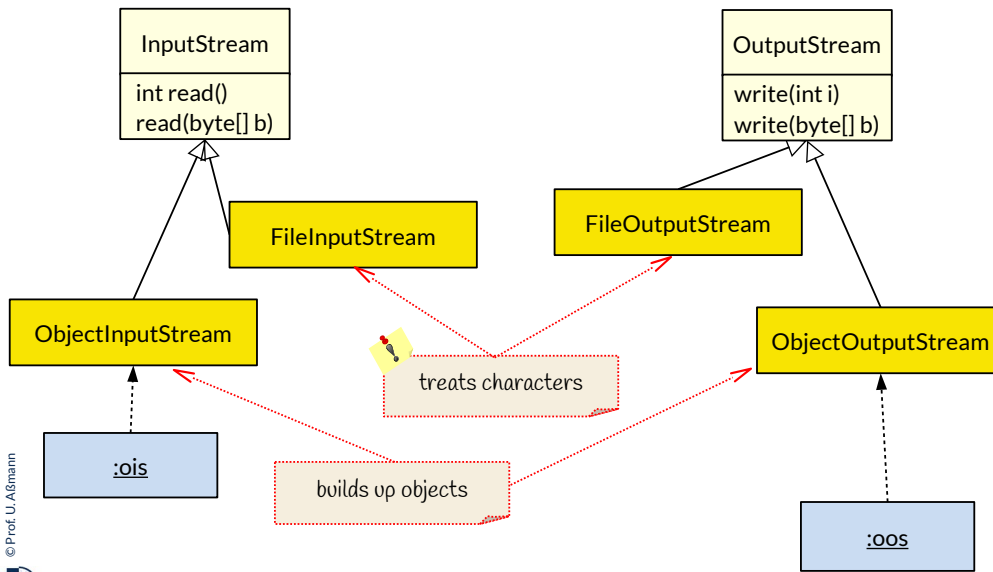 InputStream
int read()
read(byte[] b)
OutputStream
write(int i)
write(byte[] b)
FileInputStream
FileOutputStream
ObjectInputStream
ObjectOutputStream
treats characters
:ois
builds up objects
:oos
© Prof. U. Aßmann